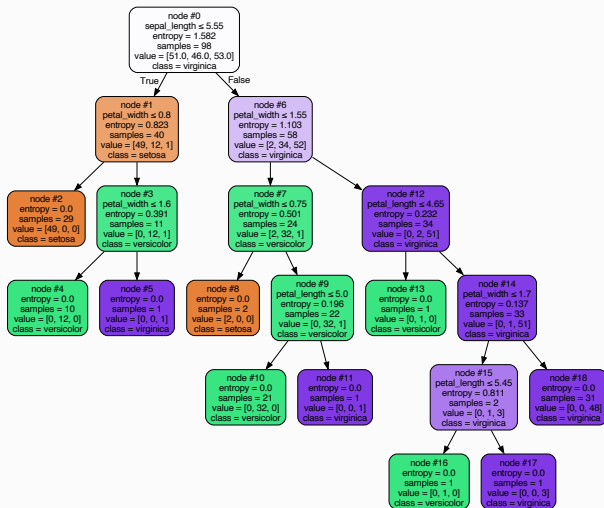 node #0
sepal_length ≤ 5.55
entropy = 1.582
samples = 98
value = [51.0, 46.0, 53.0]
class = virginica
True
False
node #1
petal_width ≤ 0.8
entropy = 0.823
samples = 40
value = [49, 12, 1]
class = setosa
node #6
petal_width ≤ 1.55
entropy = 1.103
samples = 58
value = [2, 34, 52]
class = virginica
node #2
entropy = 0.0
samples = 29
value = [49, 0, 0]
class = setosa
node #3
petal_width ≤ 1.6
entropy = 0.391
samples = 11
value = [0, 12, 1]
class = versicolor
node #7
petal_width ≤ 0.75
entropy = 0.501
samples = 24
value = [2, 32, 1]
class = versicolor
node #12
petal_length ≤ 4.65
entropy = 0.232
samples = 34
value = [0, 2, 51]
class = virginica
node #4
entropy = 0.0
samples = 10
value = [0, 12, 0]
class = versicolor
node #5
entropy = 0.0
samples = 1
value = [0, 0, 1]
class = virginica
node #8
entropy = 0.0
samples = 2
value = [2, 0, 0]
class = setosa
node #9
petal_length ≤ 5.0
entropy = 0.196
samples = 22
value = [0, 32, 1]
class = versicolor
node #13
entropy = 0.0
samples = 1
value = [0, 1, 0]
class = versicolor
node #14
petal_width ≤ 1.7
entropy = 0.137
samples = 33
value = [0, 1, 51]
class = virginica
node #10
entropy = 0.0
samples = 21
value = [0, 32, 0]
class = versicolor
node #11
entropy = 0.0
samples = 1
value = [0, 0, 1]
class = virginica
node #15
petal_length ≤ 5.45
entropy = 0.811
samples = 2
value = [0, 1, 3]
class = virginica
node #18
entropy = 0.0
samples = 31
value = [0, 0, 48]
class = virginica
node #16
entropy = 0.0
samples = 1
value = [0, 1, 0]
class = versicolor
node #17
entropy = 0.0
samples = 1
value = [0, 0, 3]
class = virginica